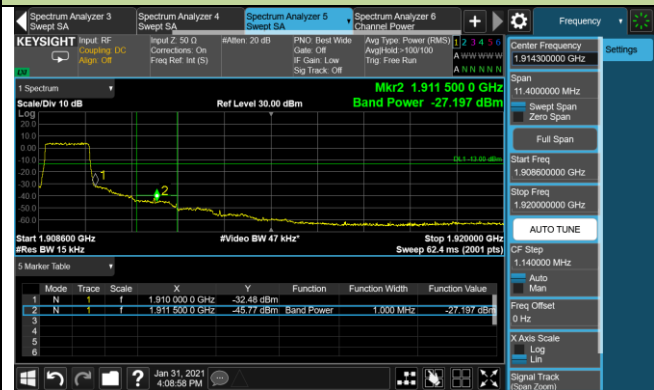 Spectrum Analyzer 3
Swept SA
Spectrum Analyzer 4
Swept SA
Spectrum Analyzer 5
Swept SA
Spectrum Analyzer 6
Channel Power
Frequency
KEYSIGHT
Input: RF
Coupling: DC
Align: Off
Input Z: 50 Ω
Corrections: On
Freq Ref: Int (S)
#Atten: 20 dB
PNO: Best Wide
Gate: Off
IF Gain: Low
Sig Track: Off
Avg Type: Power (RMS)
Avg|Hold:>100/100
Trig: Free Run
1 2 3 4 5 6
A W W W W W
A N N N N N
1 Spectrum
Scale/Div 10 dB
Ref Level 30.00 dBm
Mkr2 1.911 500 0 GHz
Band Power -27.197 dBm
Log
20.0
10.0
0.00
-10.0
-20.0
-30.0
-40.0
-50.0
-60.0
DL1 -13.00 dBm
1
2
Start 1.908600 GHz
#Res BW 15 kHz
#Video BW 47 kHz*
Stop 1.920000 GHz
Sweep 62.4 ms (2001 pts)
5 Marker Table
Mode Trace Scale X Y Function Function Width Function Value
1 N 1 f 1.910 000 0 GHz -32.48 dBm
2 N 1 f 1.911 500 0 GHz -45.77 dBm Band Power 1.000 MHz -27.197 dBm
3
4
5
6
Jan 31, 2021
4:08:58 PM
Center Frequency
1.914300000 GHz
Settings
Span
11.4000000 MHz
Swept Span
Zero Span
Full Span
Start Freq
1.908600000 GHz
Stop Freq
1.920000000 GHz
AUTO TUNE
CF Step
1.140000 MHz
Auto
Man
Freq Offset
0 Hz
X Axis Scale
Log
Lin
Signal Track
(Span Zoom)